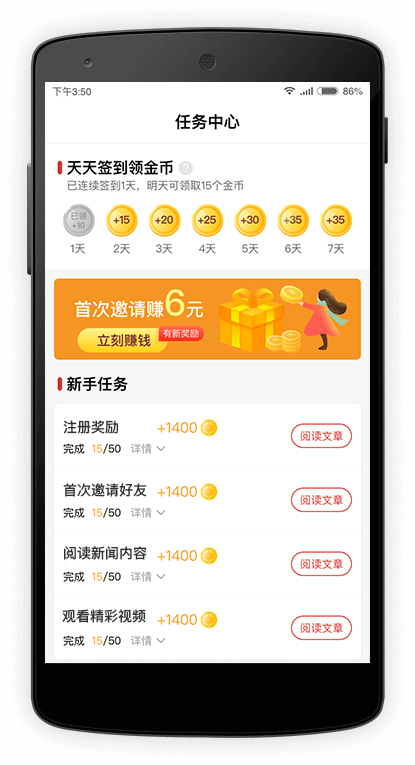 下午3:50
86%
任务中心
天天签到领金币 ?
已连续签到1天，明天可领取15个金币
已领 +10
+15
+20
+25
+30
+35
+35
1天 2天 3天 4天 5天 6天 7天
首次邀请赚6元
立刻赚钱
有新奖励
新手任务
注册奖励 +1400
完成 15/50 详情
阅读文章
首次邀请好友 +1400
完成 15/50 详情
阅读文章
阅读新闻内容 +1400
完成 15/50 详情
阅读文章
观看精彩视频 +1400
完成 15/50 详情
阅读文章